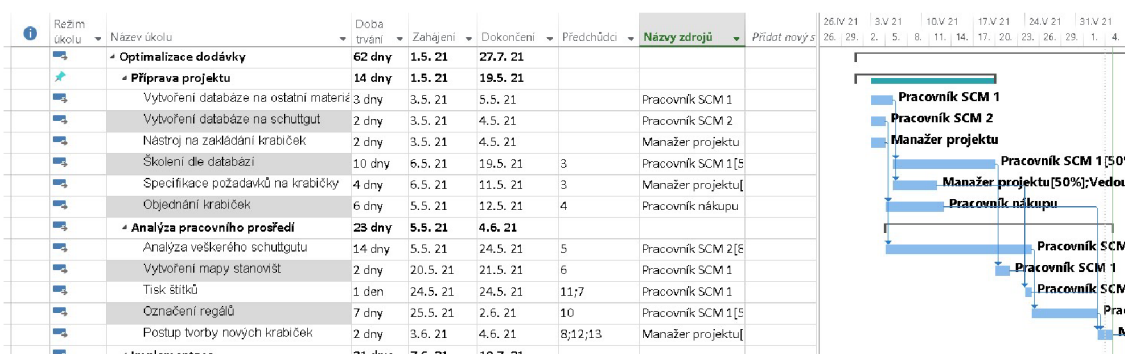 26.IV 21 3.V 21 10.V 21 17.V 21 24.V 21 31.V 21
Režim úkolu Název úkolu Doba trvání Zahájení Dokončení Předchůdci Názvy zdrojů Přidat nový s 26. 29. 2. 5. 8. 11. 14. 17. 20. 23. 26. 29. 1. 4.
Optimalizace dodávky 62 dny 1.5. 21 27.7. 21
Příprava projektu 14 dny 1.5. 21 19.5. 21
Vytvoření databáze na ostatní materiá 3 dny 3.5. 21 5.5. 21 Pracovník SCM 1 Pracovník SCM 1
Vytvoření databáze na schuttgut 2 dny 3.5. 21 4.5. 21 Pracovník SCM 2 Pracovník SCM 2
Nástroj na zakládání krabiček 2 dny 3.5. 21 4.5. 21 Manažer projektu Manažer projektu
Školení dle databází 10 dny 6.5. 21 19.5. 21 3 Pracovník SCM 1[5 Pracovník SCM 1[50%
Specifikace požadavků na krabičky 4 dny 6.5. 21 11.5. 21 3 Manažer projektu[ Manažer projektu[50%];Vedou
Objednání krabiček 6 dny 5.5. 21 12.5. 21 4 Pracovník nákupu Pracovník nákupu
Analýza pracovního prostředí 23 dny 5.5. 21 4.6. 21
Analýza veškerého schuttgutu 14 dny 5.5. 21 24.5. 21 5 Pracovník SCM 2[8 Pracovník SCM
Vytvoření mapy stanovišť 2 dny 20.5. 21 21.5. 21 6 Pracovník SCM 1 Pracovník SCM 1
Tisk štítků 1 den 24.5. 21 24.5. 21 11;7 Pracovník SCM 1 Pracovník SCM
Označení regálů 7 dny 25.5. 21 2.6. 21 10 Pracovník SCM 1[5 Prac
Postup tvorby nových krabiček 2 dny 3.6. 21 4.6. 21 8;12;13 Manažer projektu[ M